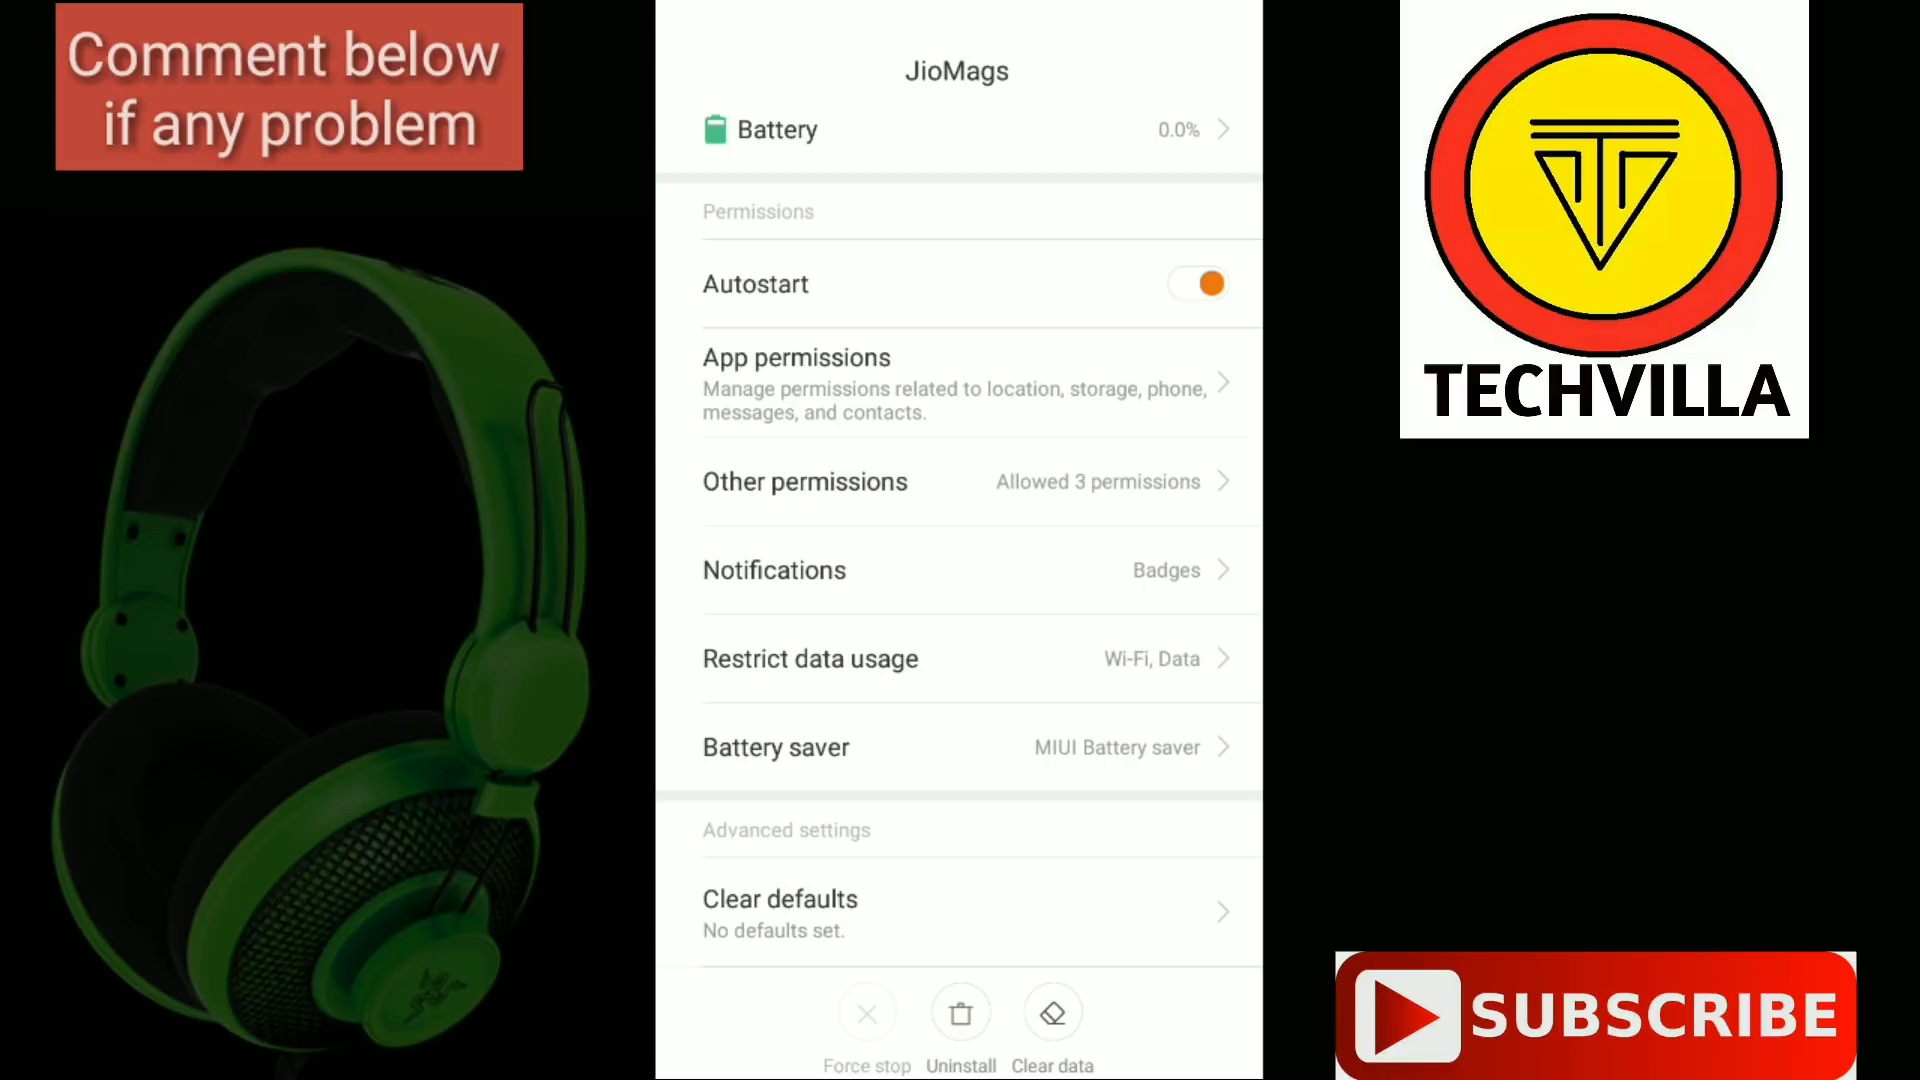 Comment below
if any problem
JioMags
Battery 0.0%
Permissions
Autostart
App permissions
Manage permissions related to location, storage, phone,
messages, and contacts.
Other permissions Allowed 3 permissions
Notifications Badges
Restrict data usage Wi-Fi, Data
Battery saver MIUI Battery saver
Advanced settings
Clear defaults
No defaults set.
Force stop Uninstall Clear data
TECHVILLA
SUBSCRIBE